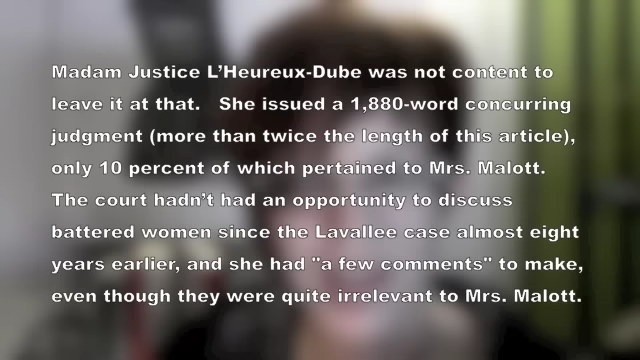 Madam Justice L’Heureux-Dube was not content to
leave it at that.   She issued a 1,880-word concurring
judgment (more than twice the length of this article),
only 10 percent of which pertained to Mrs. Malott.
The court hadn’t had an opportunity to discuss
battered women since the Lavallee case almost eight
years earlier, and she had "a few comments" to make,
even though they were quite irrelevant to Mrs. Malott.